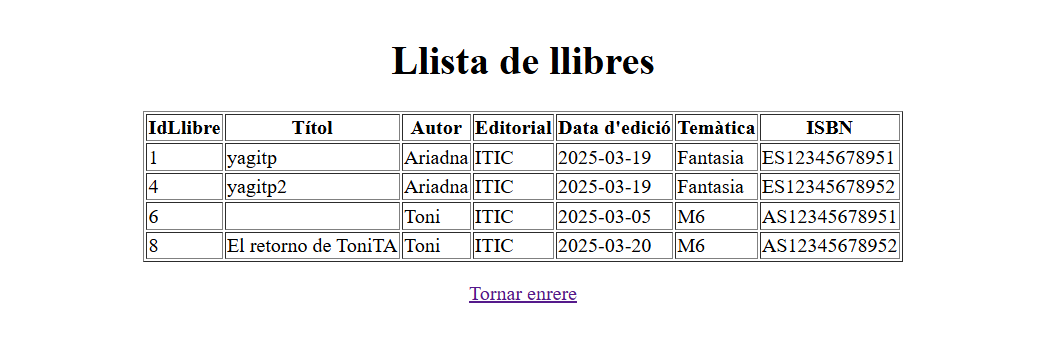 Llista de llibres
IdLlibre Títol Autor Editorial Data d'edició Temàtica ISBN
1 yagitp Ariadna ITIC 2025-03-19 Fantasia ES12345678951
4 yagitp2 Ariadna ITIC 2025-03-19 Fantasia ES12345678952
6 Toni ITIC 2025-03-05 M6 AS12345678951
8 El retorno de ToniTA Toni ITIC 2025-03-20 M6 AS12345678952
Tornar enrere